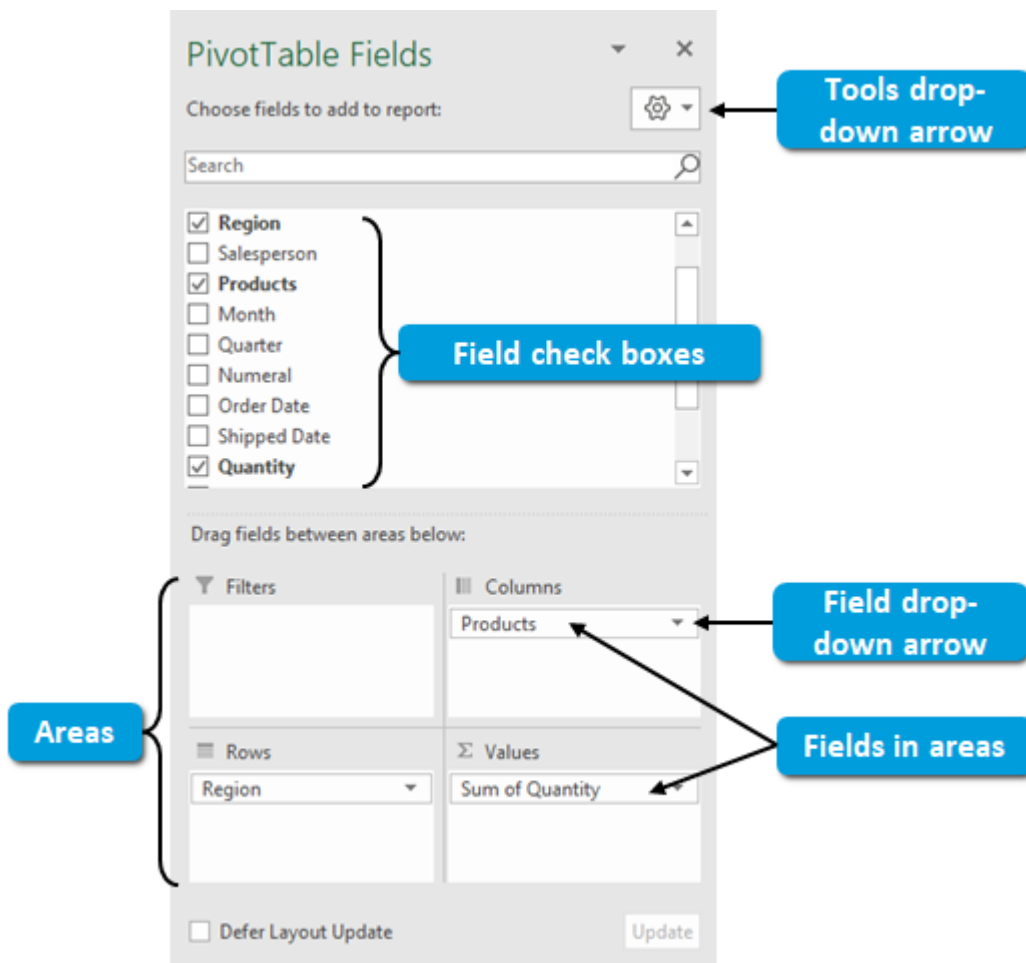 PivotTable Fields
Choose fields to add to report:
Tools drop-
down arrow
Search
Region
Salesperson
Products
Month
Quarter
Numeral
Order Date
Shipped Date
Quantity
Field check boxes
Drag fields between areas below:
Filters
Columns
Products
Field drop-
down arrow
Areas
Fields in areas
Rows
Σ Values
Region
Sum of Quantity
Defer Layout Update
Update